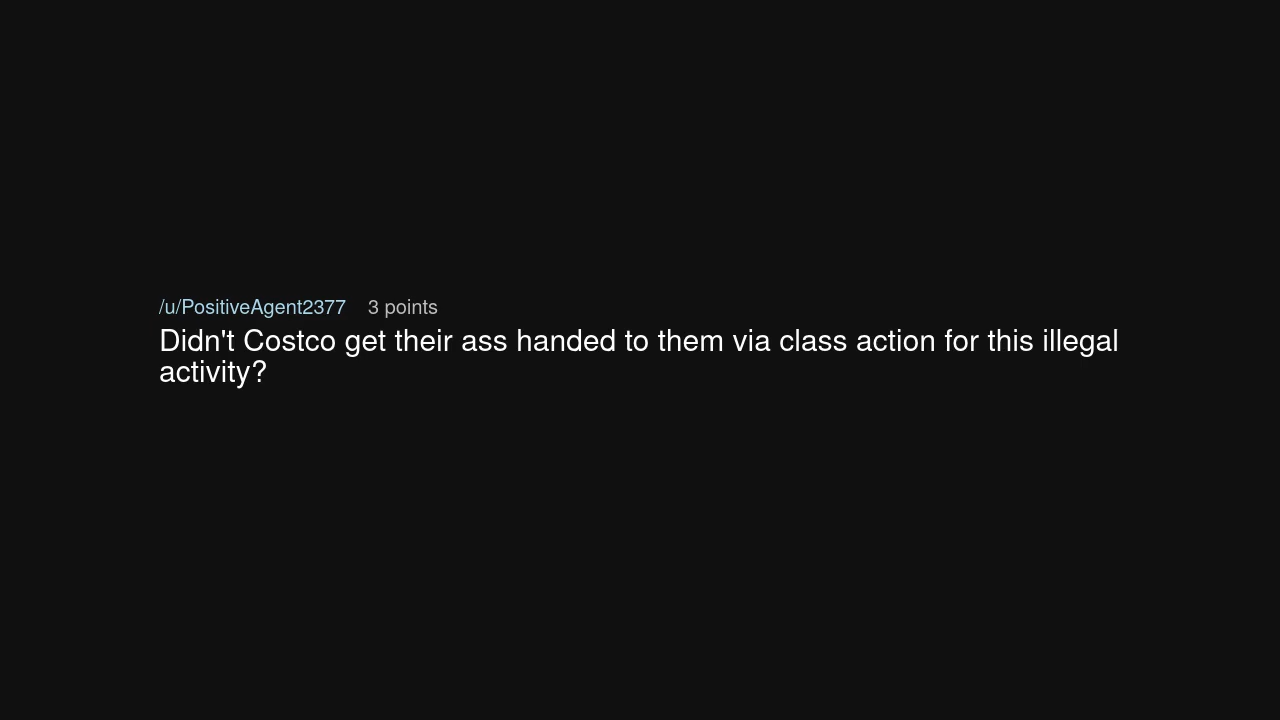 /u/PositiveAgent2377 3 points
Didn't Costco get their ass handed to them via class action for this illegal
activity?